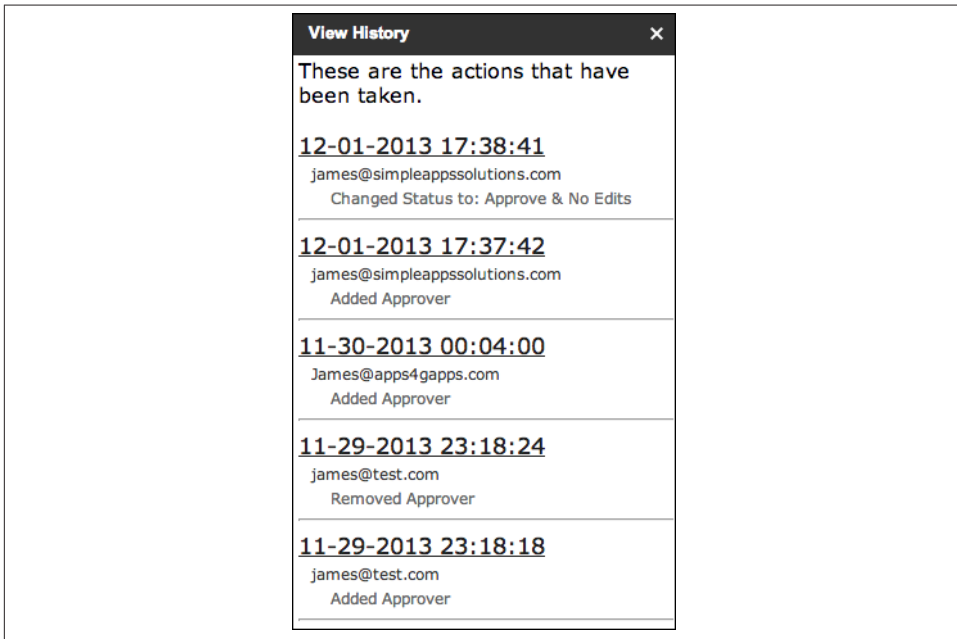 View History ×
These are the actions that have
been taken.
12-01-2013 17:38:41
james@simpleappssolutions.com
Changed Status to: Approve & No Edits
12-01-2013 17:37:42
james@simpleappssolutions.com
Added Approver
11-30-2013 00:04:00
James@apps4gapps.com
Added Approver
11-29-2013 23:18:24
james@test.com
Removed Approver
11-29-2013 23:18:18
james@test.com
Added Approver